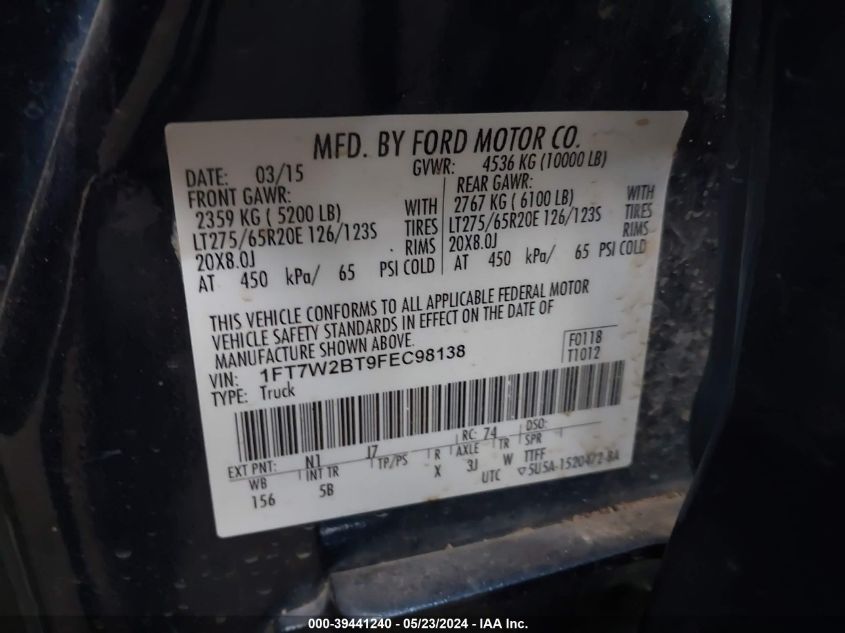 MFD. BY FORD MOTOR CO.
DATE: 03/15 GVWR: 4536 KG (10000 LB)
FRONT GAWR: REAR GAWR:
2359 KG ( 5200 LB) WITH 2767 KG ( 6100 LB) WITH
LT275/65R20E 126/123S TIRES LT275/65R20E 126/123S TIRES
20X8.0J RIMS 20X8.0J RIMS
AT 450 kPa/ 65 PSI COLD AT 450 kPa/ 65 PSI COLD
THIS VEHICLE CONFORMS TO ALL APPLICABLE FEDERAL MOTOR
VEHICLE SAFETY STANDARDS IN EFFECT ON THE DATE OF
MANUFACTURE SHOWN ABOVE.
VIN: 1FT7W2BT9FEC98138 F0118
TYPE: Truck T1012
EXT PNT: N1 J7 RC: 74 DSO:
WB INT TR TP/PS R AXLE TR SPR
156 5B X 3J W TTFF
UTC ▽5U5A-1520472-BA
000-39441240 - 05/23/2024 - IAA Inc.